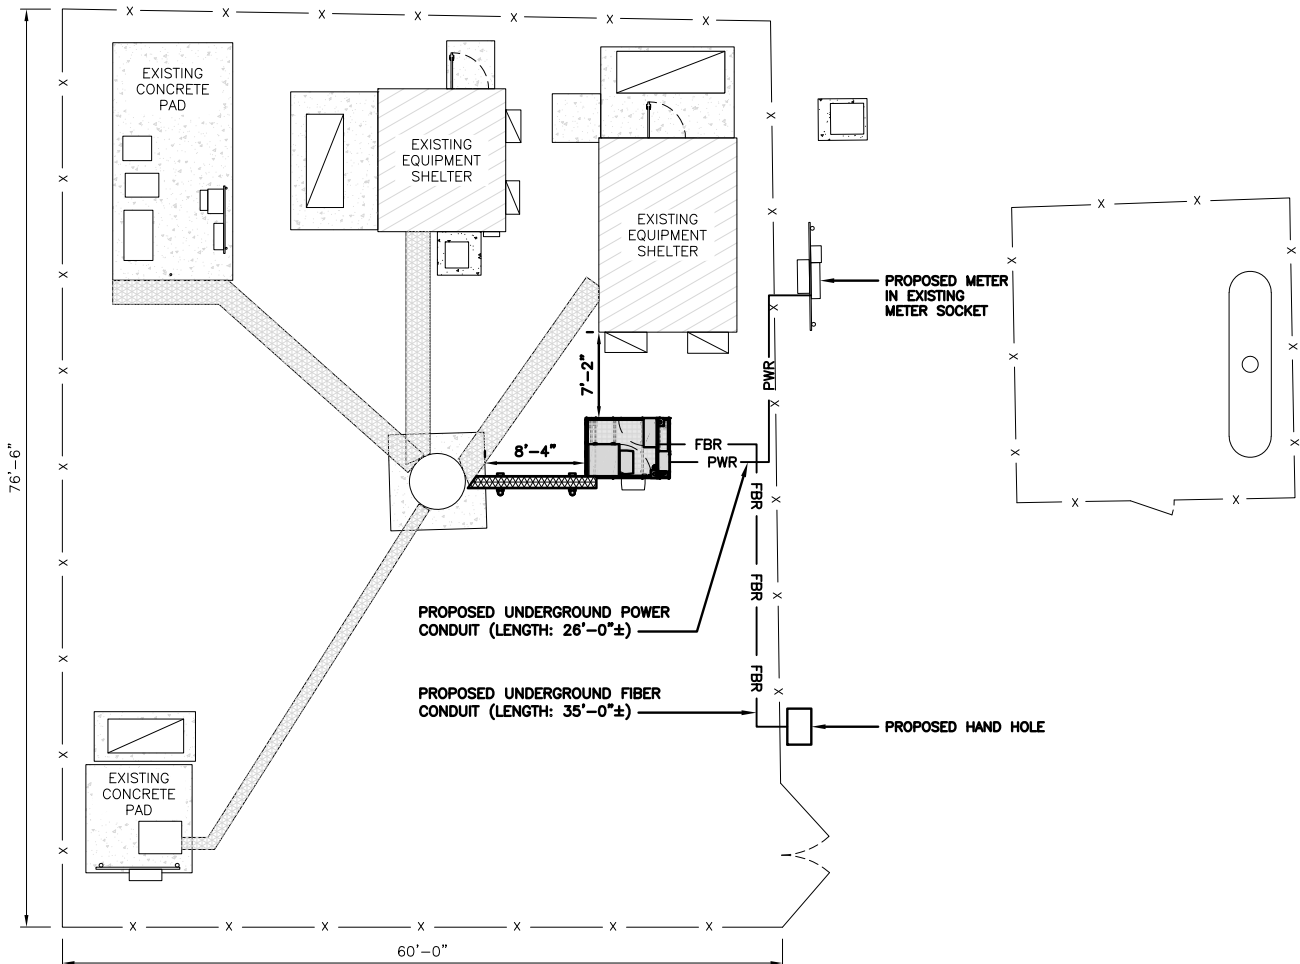 EXISTING
CONCRETE
PAD
EXISTING
EQUIPMENT
SHELTER
EXISTING
EQUIPMENT
SHELTER
PROPOSED METER
IN EXISTING
METER SOCKET
7'-2"
PWR
76'-6"
8'-4"
FBR
PWR
FBR
FBR
FBR
PROPOSED UNDERGROUND POWER
CONDUIT (LENGTH: 26'-0"±)
PROPOSED UNDERGROUND FIBER
CONDUIT (LENGTH: 35'-0"±)
PROPOSED HAND HOLE
EXISTING
CONCRETE
PAD
60'-0"